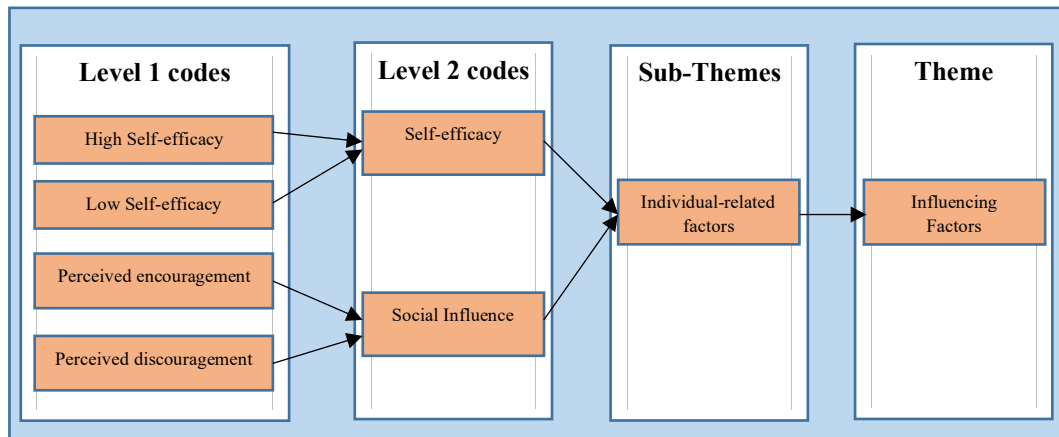 Level 1 codes
High Self-efficacy
Low Self-efficacy
Perceived encouragement
Perceived discouragement
Level 2 codes
Self-efficacy
Social Influence
Sub-Themes
Individual-related
factors
Theme
Influencing
Factors